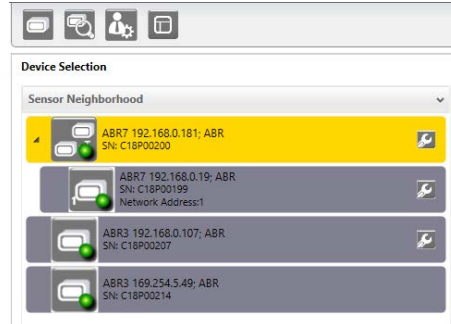 Device Selection
Sensor Neighborhood
ABR7 192.168.0.181; ABR
SN: C18P00200
ABR7 192.168.0.19; ABR
SN: C18P00199
Network Address:1
1
ABR3 192.168.0.107; ABR
SN: C18P00207
ABR3 169.254.5.49; ABR
SN: C18P00214